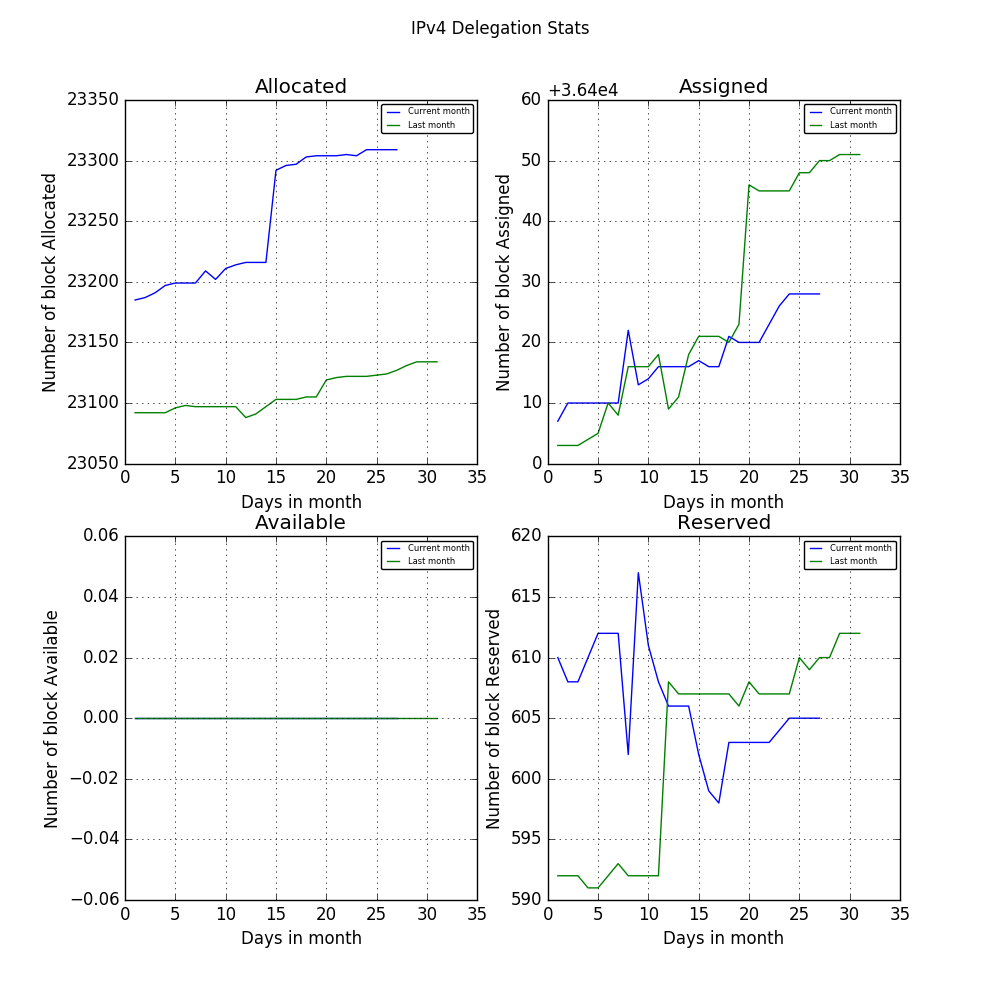 IPv4 Delegation Stats
Allocated
Number of block Allocated
23350
23300
23250
23200
23150
23100
23050
Current month
Last month
0 5 10 15 20 25 30 35
Days in month
Assigned
+3.64e4
Number of block Assigned
60
50
40
30
20
10
0
Current month
Last month
0 5 10 15 20 25 30 35
Days in month
Available
Number of block Available
0.06
0.04
0.02
0.00
−0.02
−0.04
−0.06
Current month
Last month
0 5 10 15 20 25 30 35
Days in month
Reserved
Number of block Reserved
620
615
610
605
600
595
590
Current month
Last month
0 5 10 15 20 25 30 35
Days in month